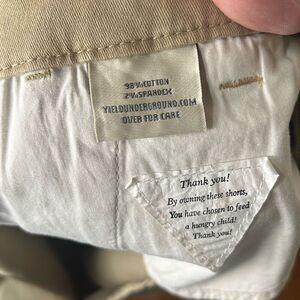 98% COTTON
2% SPANDEX
YIELDUNDERGROUND.COM
OVER FOR CARE
Thank you!
By owning these shorts,
You have chosen to feed
a hungry child!
Thank you!